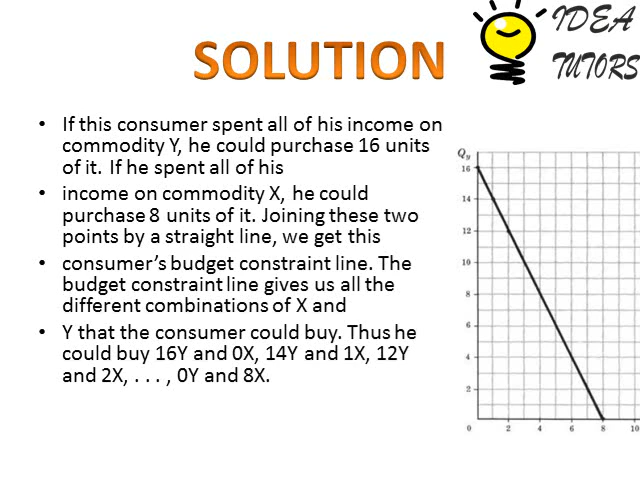 IDEA
TUTORS
SOLUTION
• If this consumer spent all of his income on
commodity Y, he could purchase 16 units
of it. If he spent all of his
• income on commodity X, he could
purchase 8 units of it. Joining these two
points by a straight line, we get this
• consumer's budget constraint line. The
budget constraint line gives us all the
different combinations of X and
• Y that the consumer could buy. Thus he
could buy 16Y and 0X, 14Y and 1X, 12Y
and 2X, . . . , 0Y and 8X.
Qy
16
14
12
10
8
6
4
2
0 2 4 6 8 10